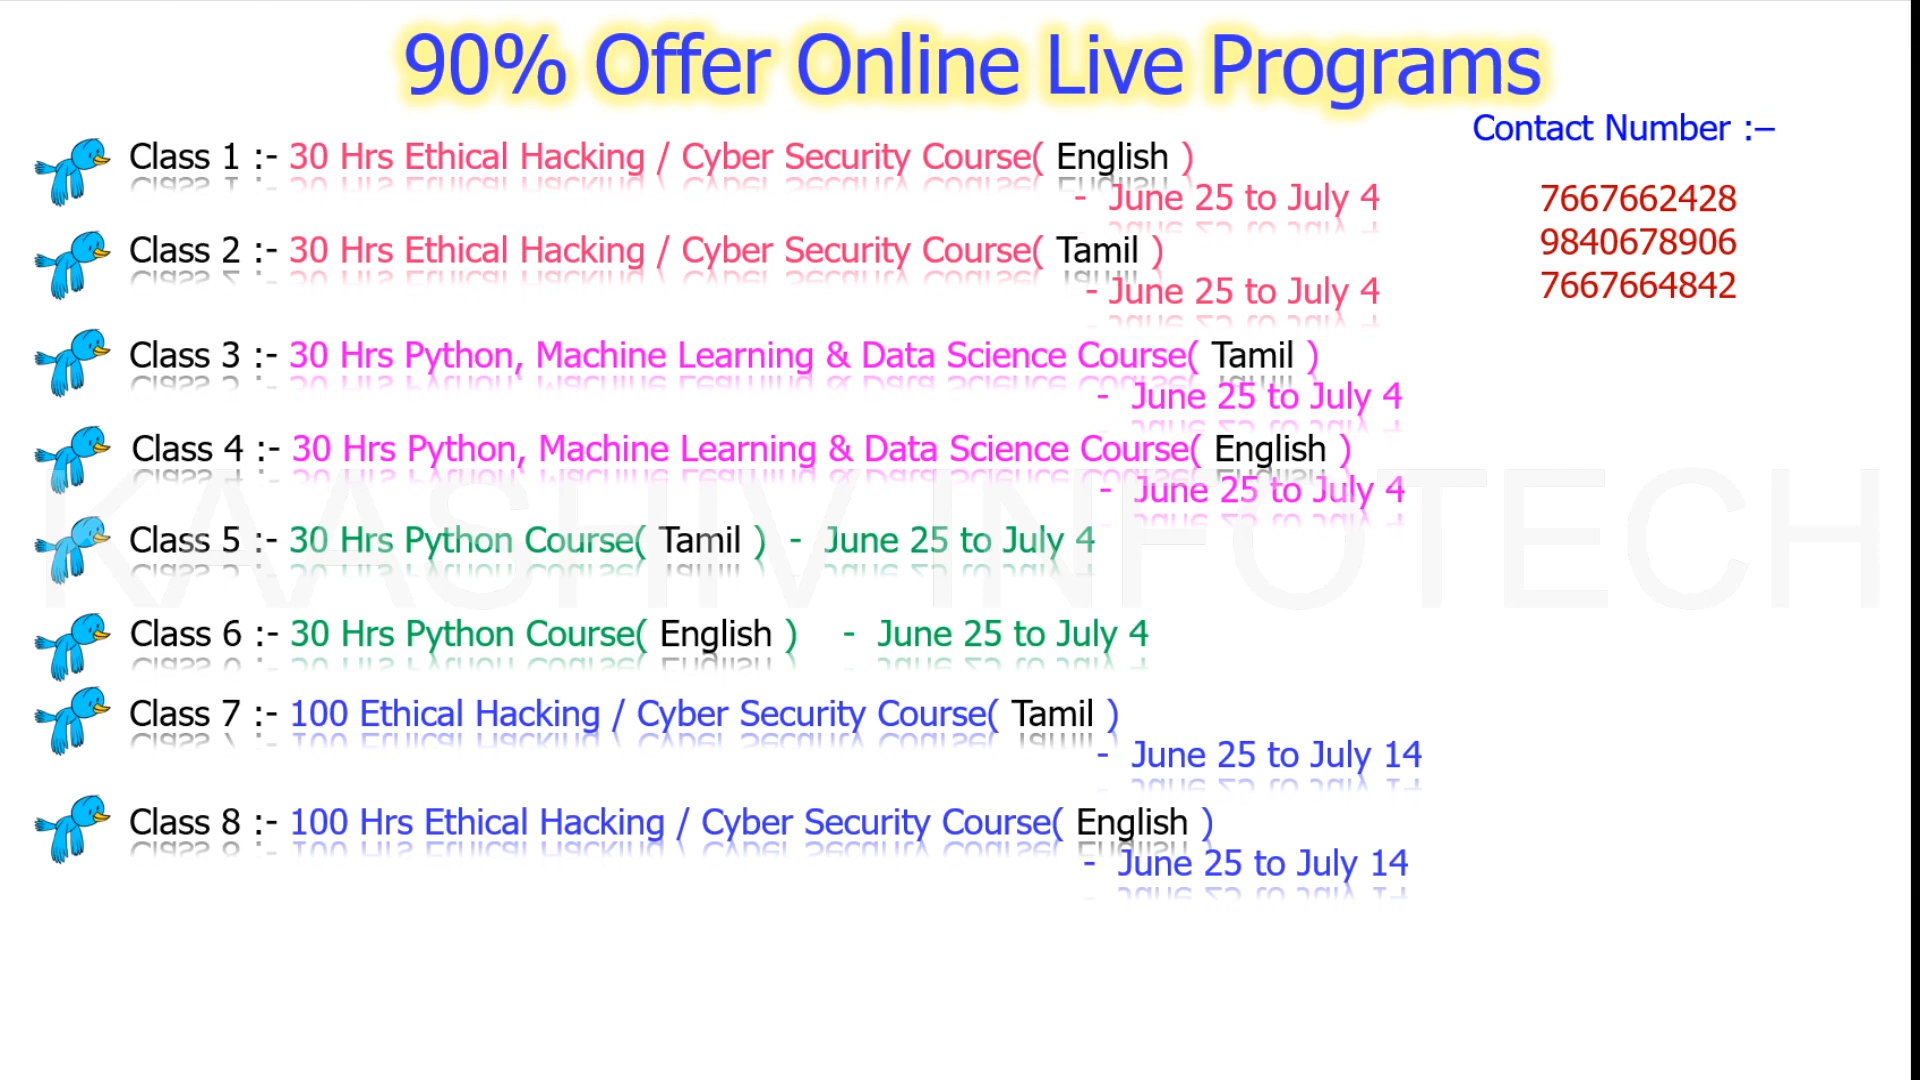 90% Offer Online Live Programs
Contact Number :–
7667662428
9840678906
7667664842
Class 1 :- 30 Hrs Ethical Hacking / Cyber Security Course( English )
- June 25 to July 4
Class 2 :- 30 Hrs Ethical Hacking / Cyber Security Course( Tamil )
- June 25 to July 4
Class 3 :- 30 Hrs Python, Machine Learning & Data Science Course( Tamil )
- June 25 to July 4
Class 4 :- 30 Hrs Python, Machine Learning & Data Science Course( English )
- June 25 to July 4
KAASHIV INFOTECH
Class 5 :- 30 Hrs Python Course( Tamil ) - June 25 to July 4
Class 6 :- 30 Hrs Python Course( English ) - June 25 to July 4
Class 7 :- 100 Ethical Hacking / Cyber Security Course( Tamil )
- June 25 to July 14
Class 8 :- 100 Hrs Ethical Hacking / Cyber Security Course( English )
- June 25 to July 14